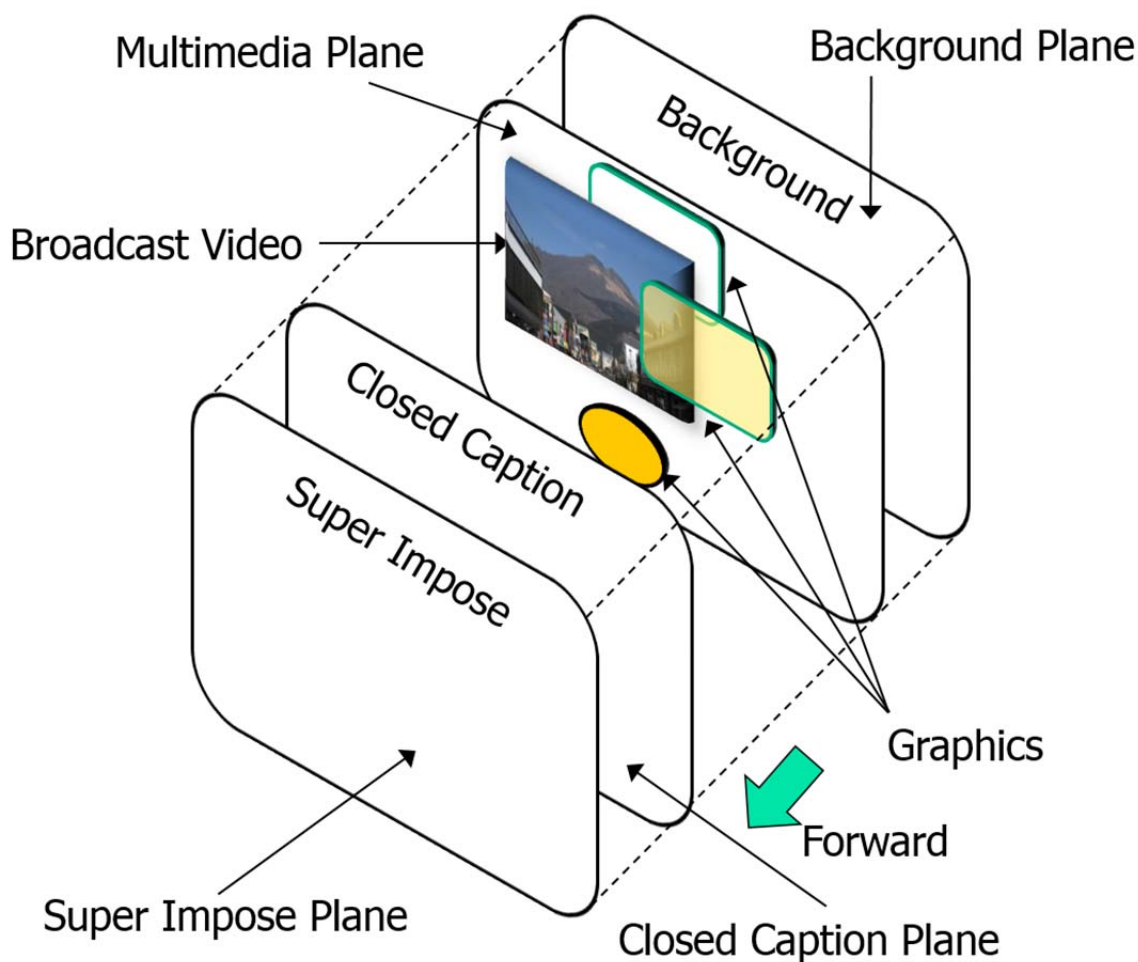 Multimedia Plane
Background Plane
Background
Broadcast Video
Closed Caption
Super Impose
Graphics
Forward
Super Impose Plane
Closed Caption Plane